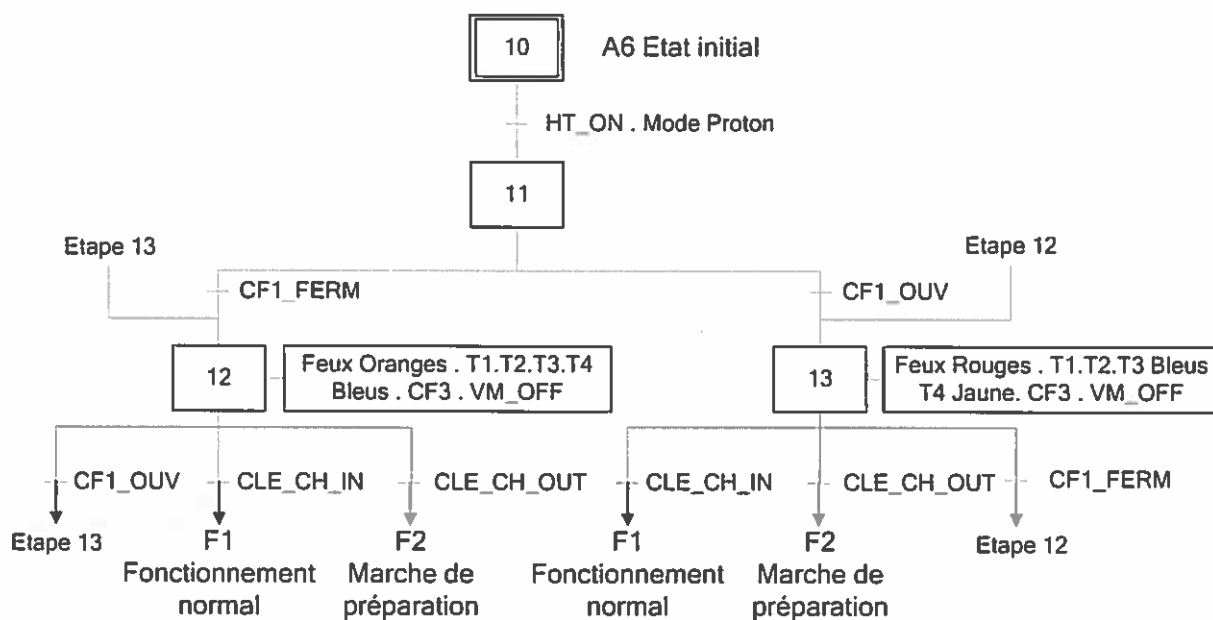 10
A6 Etat initial
HT_ON . Mode Proton
11
Etape 13
Etape 12
CF1_FERM
CF1_OUV
12
Feux Oranges . T1.T2.T3.T4
Bleus . CF3 . VM_OFF
13
Feux Rouges . T1.T2.T3 Bleus
T4 Jaune. CF3 . VM_OFF
CF1_OUV
CLE_CH_IN
CLE_CH_OUT
CLE_CH_IN
CLE_CH_OUT
CF1_FERM
Etape 13
F1
Fonctionnement
normal
F2
Marche de
préparation
F1
Fonctionnement
normal
F2
Marche de
préparation
Etape 12